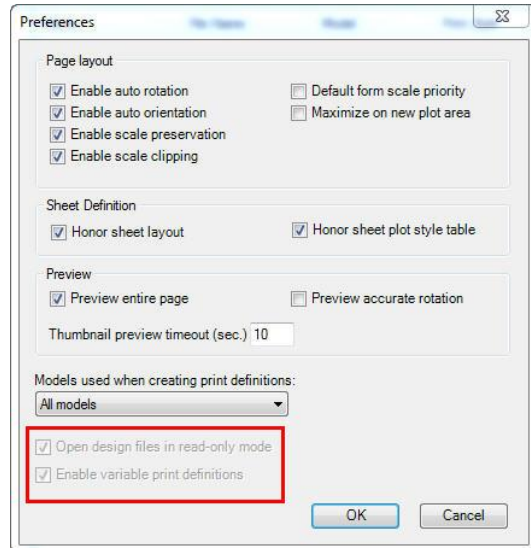 Preferences
Page layout
Enable auto rotation
Default form scale priority
Enable auto orientation
Maximize on new plot area
Enable scale preservation
Enable scale clipping
Sheet Definition
Honor sheet layout
Honor sheet plot style table
Preview
Preview entire page
Preview accurate rotation
Thumbnail preview timeout (sec.) 10
Models used when creating print definitions:
All models
Open design files in read-only mode
Enable variable print definitions
OK
Cancel